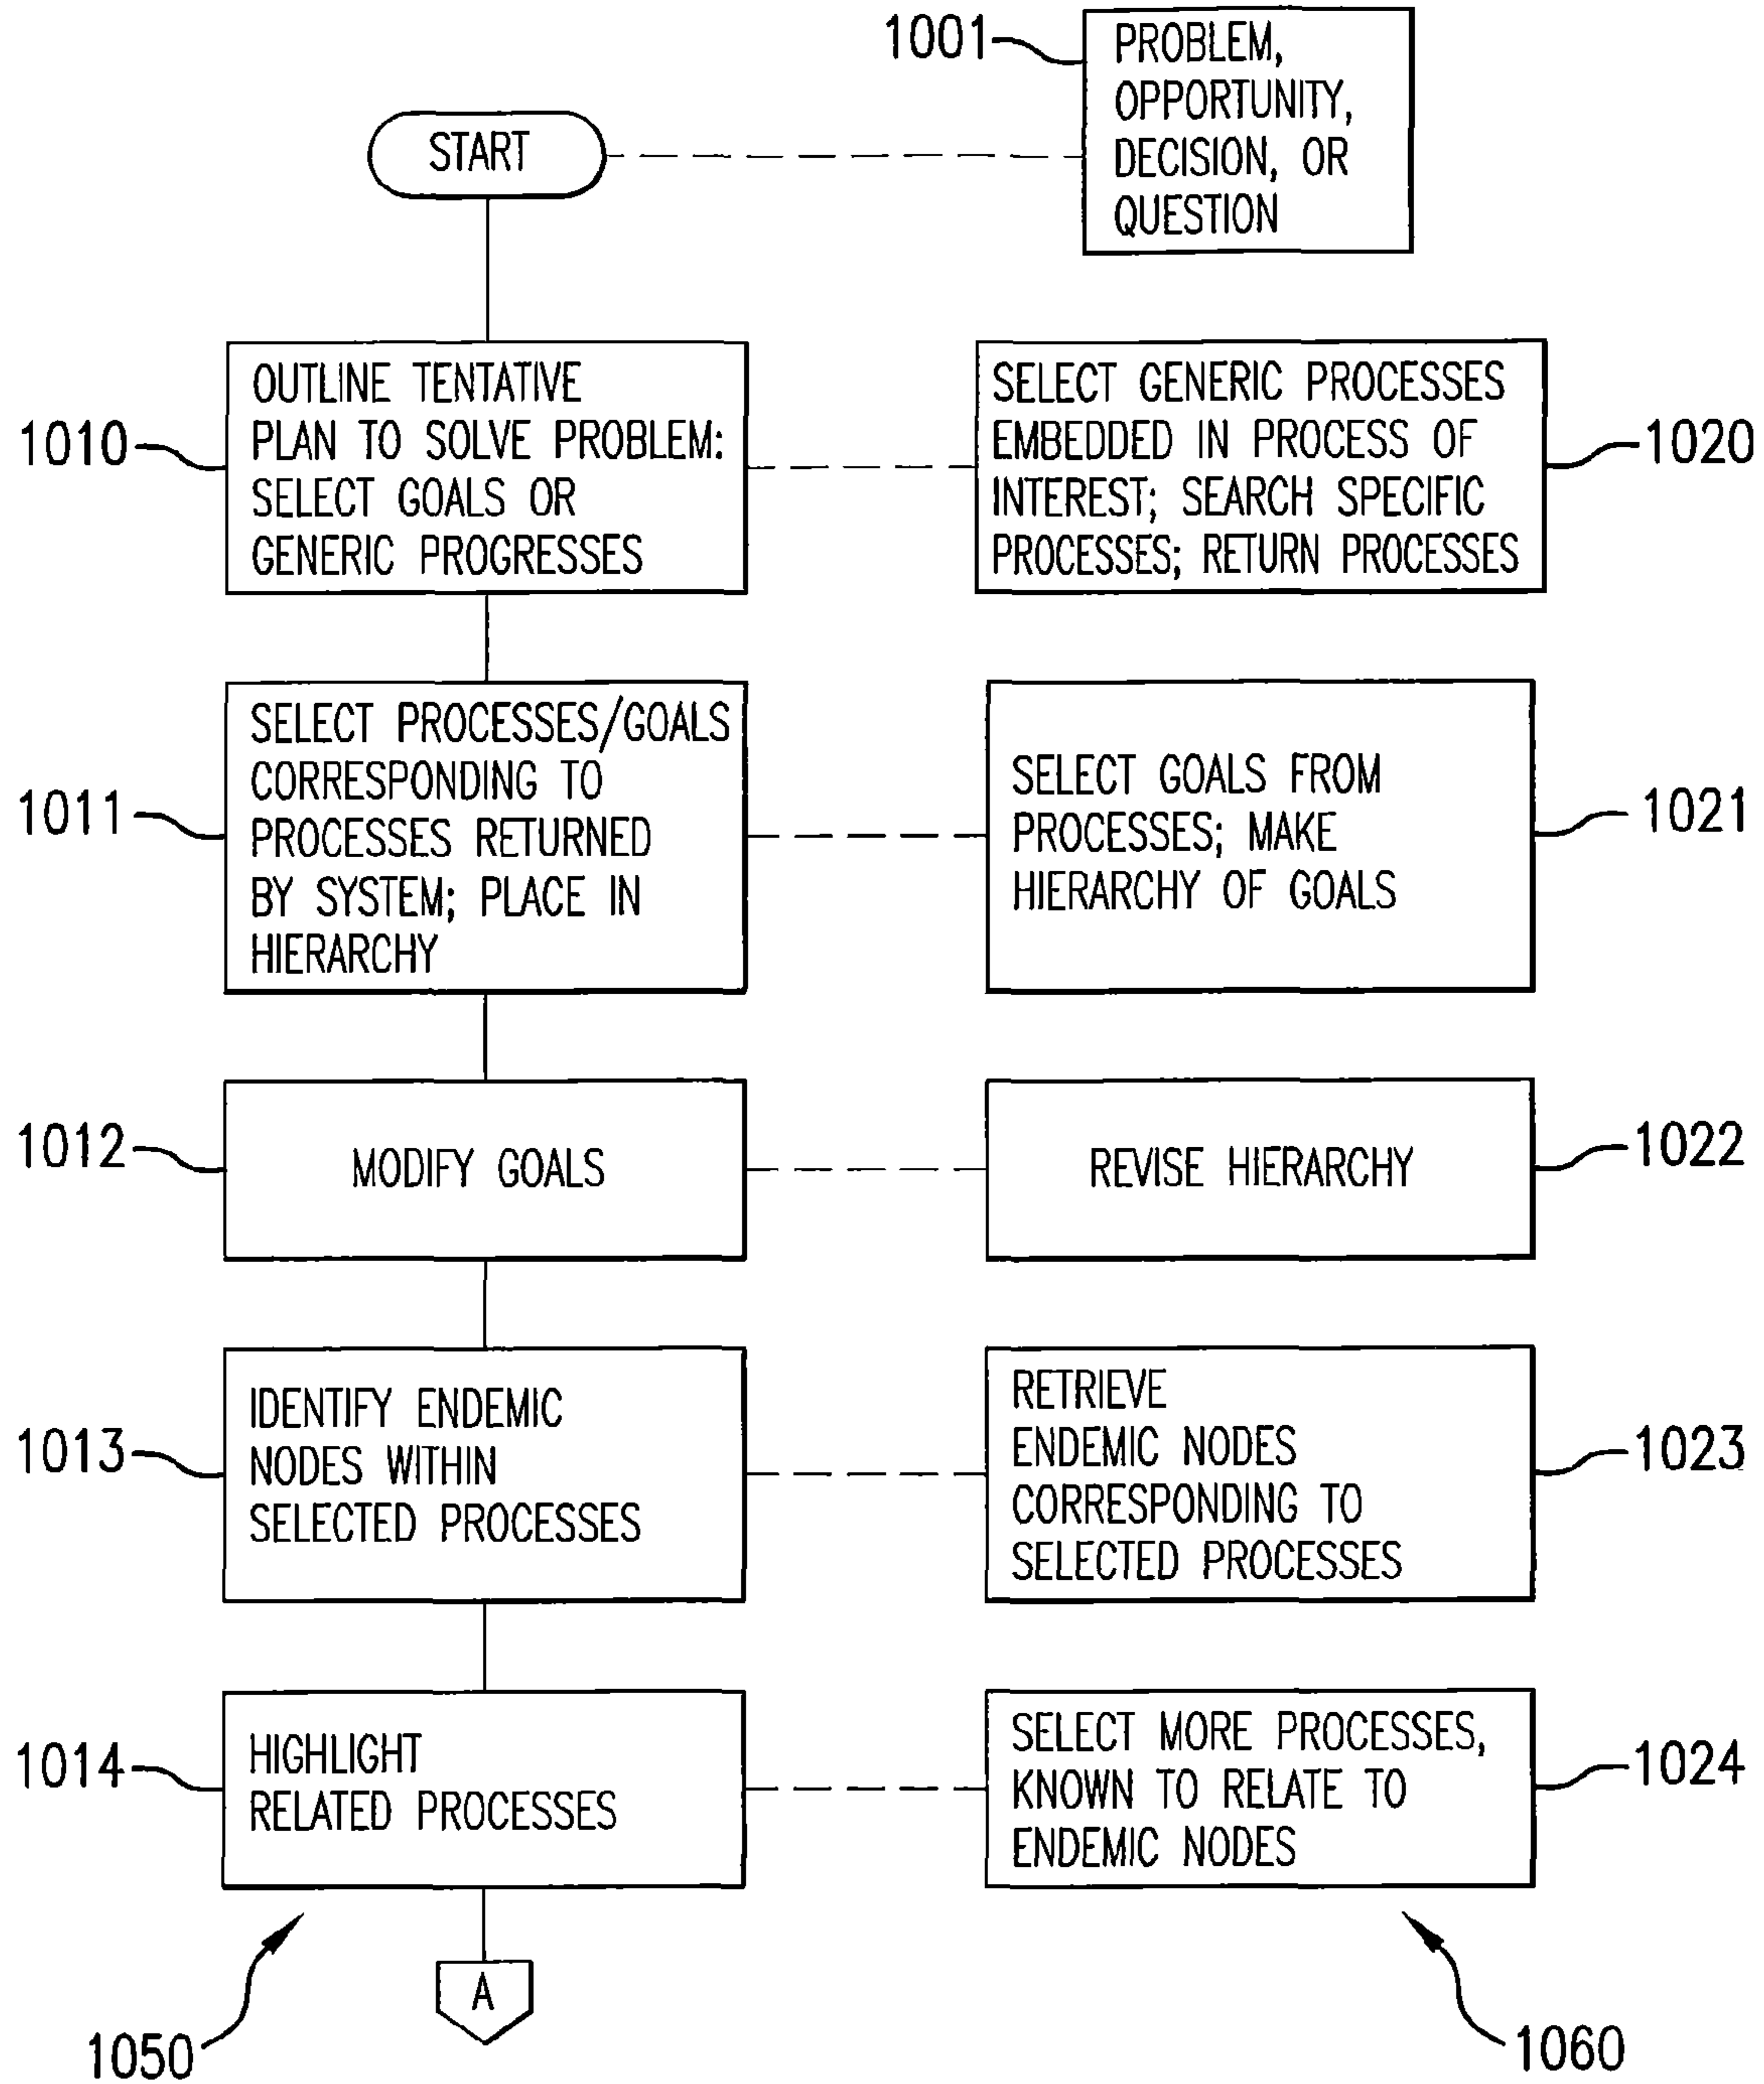 1001
PROBLEM,
OPPORTUNITY,
DECISION, OR
QUESTION
START
1010
OUTLINE TENTATIVE
PLAN TO SOLVE PROBLEM:
SELECT GOALS OR
GENERIC PROGRESSES
SELECT GENERIC PROCESSES
EMBEDDED IN PROCESS OF
INTEREST; SEARCH SPECIFIC
PROCESSES; RETURN PROCESSES
1020
1011
SELECT PROCESSES/GOALS
CORRESPONDING TO
PROCESSES RETURNED
BY SYSTEM; PLACE IN
HIERARCHY
SELECT GOALS FROM
PROCESSES; MAKE
HIERARCHY OF GOALS
1021
1012
MODIFY GOALS
REVISE HIERARCHY
1022
1013
IDENTIFY ENDEMIC
NODES WITHIN
SELECTED PROCESSES
RETRIEVE
ENDEMIC NODES
CORRESPONDING TO
SELECTED PROCESSES
1023
1014
HIGHLIGHT
RELATED PROCESSES
SELECT MORE PROCESSES,
KNOWN TO RELATE TO
ENDEMIC NODES
1024
A
1050
1060